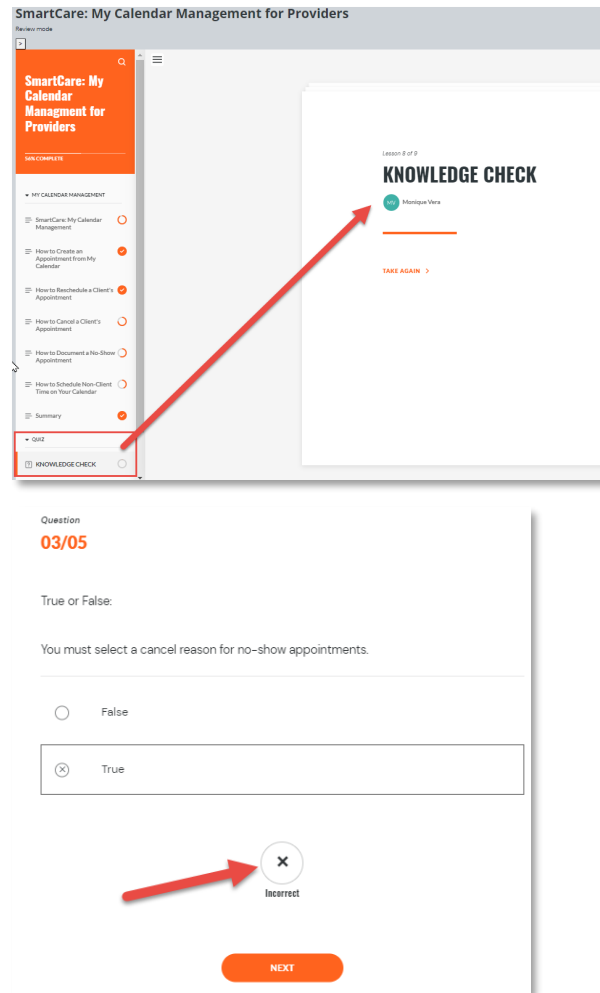 SmartCare: My Calendar Management for Providers
Review mode
>
SmartCare: My
Calendar
Managment for
Providers
56% COMPLETE
MY CALENDAR MANAGEMENT
SmartCare: My Calendar
Management
How to Create an
Appointment from My
Calendar
How to Reschedule a Client's
Appointment
How to Cancel a Client's
Appointment
How to Document a No-Show
Appointment
How to Schedule Non-Client
Time on Your Calendar
Summary
QUIZ
KNOWLEDGE CHECK
Lesson 8 of 9
KNOWLEDGE CHECK
MV Monique Vera
TAKE AGAIN >
Question
03/05
True or False:
You must select a cancel reason for no-show appointments.
False
True
Incorrect
NEXT